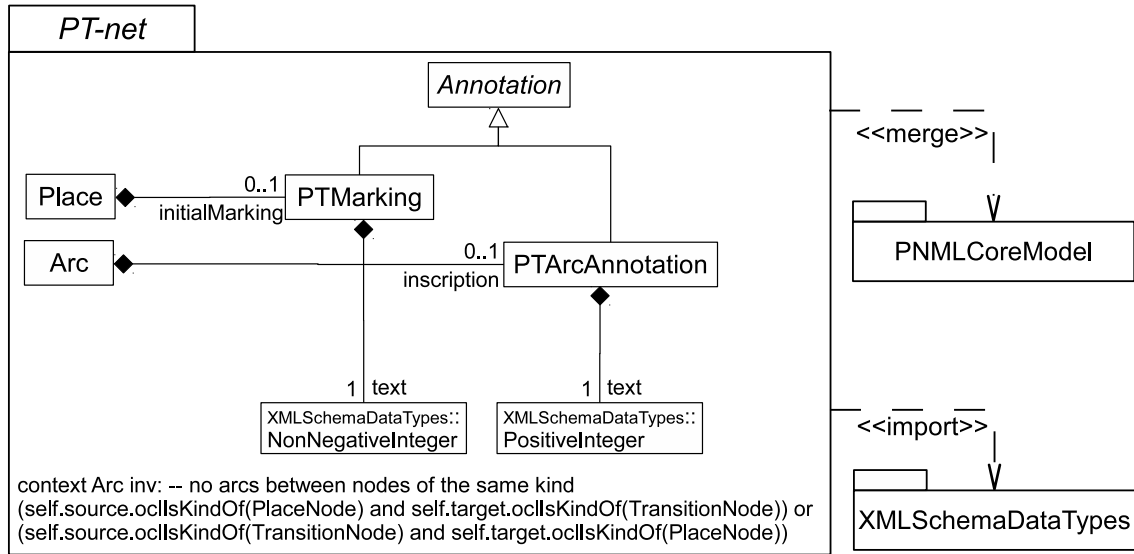 PT-net
Annotation
<<merge>>
Place
0..1
initialMarking
PTMarking
PNMLCoreModel
Arc
0..1
inscription
PTArcAnnotation
1 text
1 text
XMLSchemaDataTypes::
NonNegativeInteger
XMLSchemaDataTypes::
PositiveInteger
<<import>>
XMLSchemaDataTypes
context Arc inv: -- no arcs between nodes of the same kind
(self.source.oclIsKindOf(PlaceNode) and self.target.oclIsKindOf(TransitionNode)) or
(self.source.oclIsKindOf(TransitionNode) and self.target.oclIsKindOf(PlaceNode))